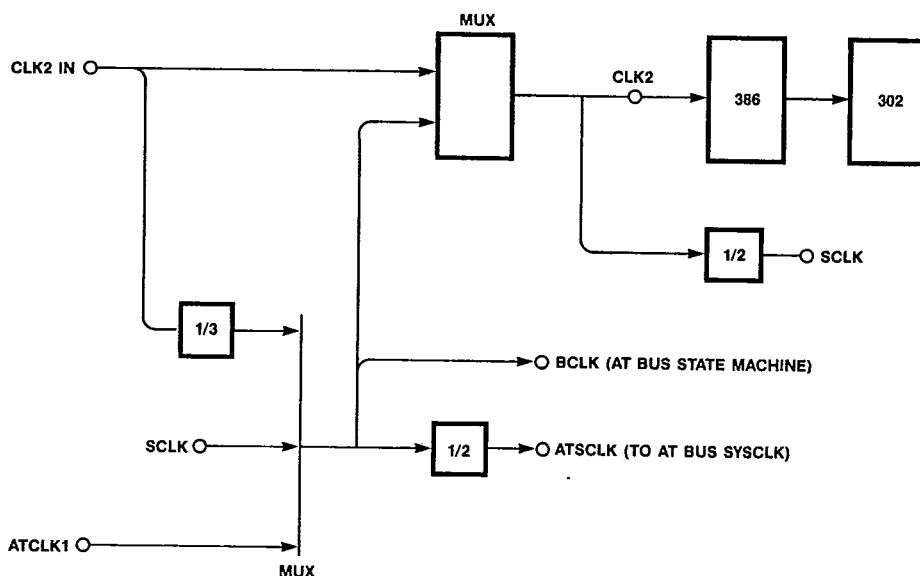 MUX
CLK2 IN
CLK2
386
302
1/2
SCLK
1/3
BCLK (AT BUS STATE MACHINE)
SCLK
1/2
ATSCLK (TO AT BUS SYSCLK)
ATCLK1
MUX